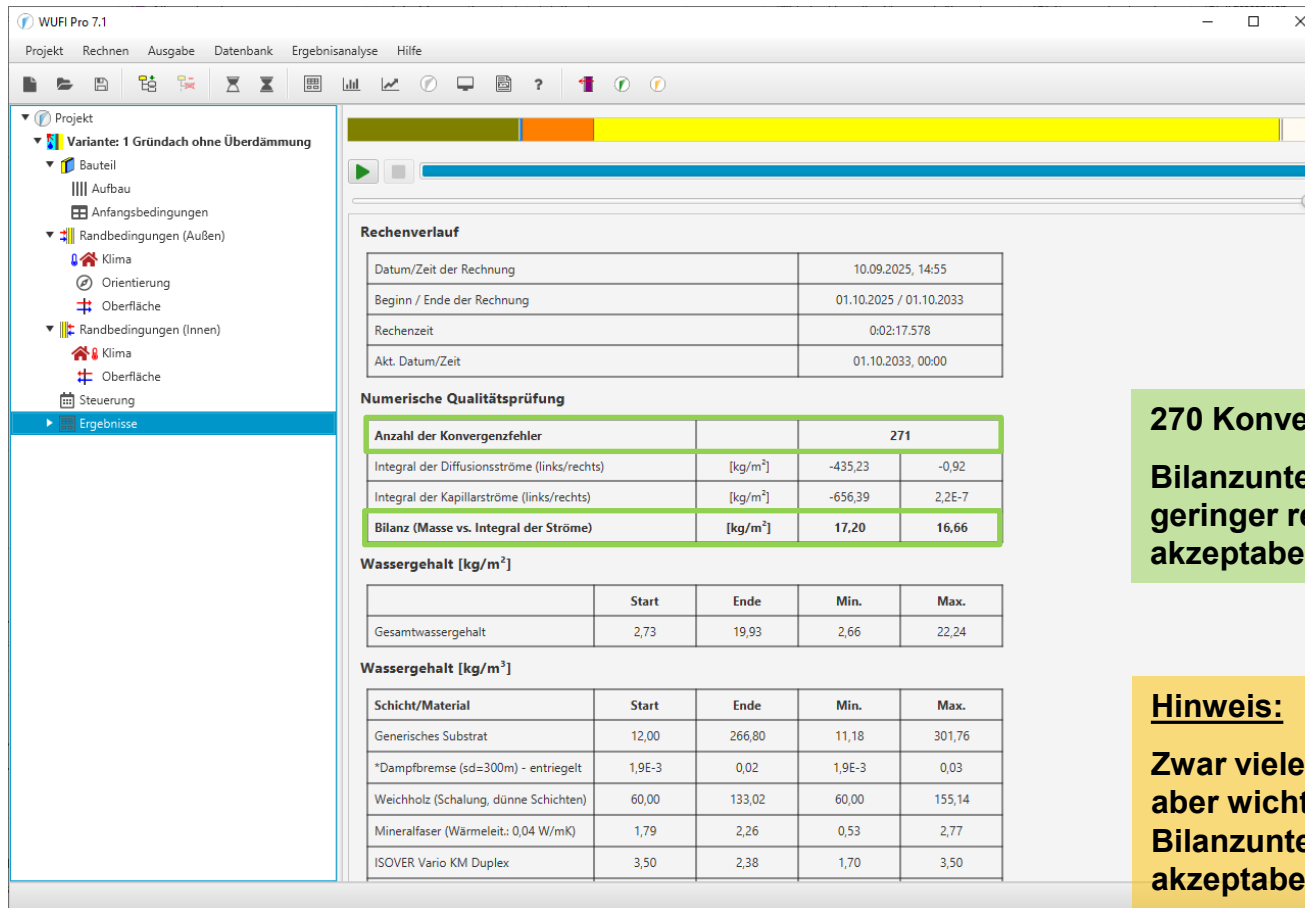 WUFI Pro 7.1
Projekt Rechnen Ausgabe Datenbank Ergebnisanalyse Hilfe
Projekt
Variante: 1 Gründach ohne Überdämmung
Bauteil
Aufbau
Anfangsbedingungen
Randbedingungen (Außen)
Klima
Orientierung
Oberfläche
Randbedingungen (Innen)
Klima
Oberfläche
Steuerung
Ergebnisse
Rechenverlauf
Datum/Zeit der Rechnung 10.09.2025, 14:55
Beginn / Ende der Rechnung 01.10.2025 / 01.10.2033
Rechenzeit 0:02:17.578
Akt. Datum/Zeit 01.10.2033, 00:00
Numerische Qualitätsprüfung
Anzahl der Konvergenzfehler 271
Integral der Diffusionsströme (links/rechts) [kg/m²] -435,23 -0,92
Integral der Kapillarströme (links/rechts) [kg/m²] -656,39 2,2E-7
Bilanz (Masse vs. Integral der Ströme) [kg/m²] 17,20 16,66
Wassergehalt [kg/m²]
Start Ende Min. Max.
Gesamtwassergehalt 2,73 19,93 2,66 22,24
Wassergehalt [kg/m³]
Schicht/Material Start Ende Min. Max.
Generisches Substrat 12,00 266,80 11,18 301,76
*Dampfbremse (sd=300m) - entriegelt 1,9E-3 0,02 1,9E-3 0,03
Weichholz (Schalung, dünne Schichten) 60,00 133,02 60,00 155,14
Mineralfaser (Wärmeleit.: 0,04 W/mK) 1,79 2,26 0,53 2,77
ISOVER Vario KM Duplex 3,50 2,38 1,70 3,50
270 Konve
Bilanzunte
geringer re
akzeptabe
Hinweis:
Zwar viele
aber wicht
Bilanzunte
akzeptabe